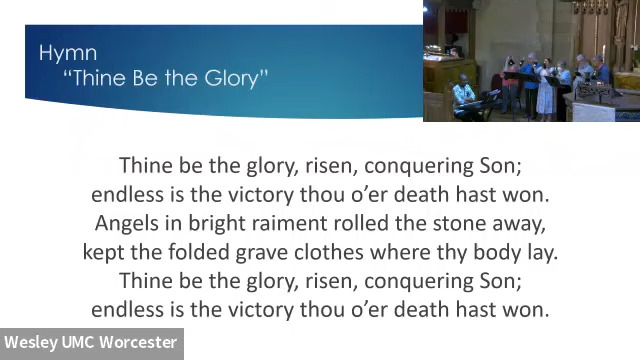 Hymn
“Thine Be the Glory”
Thine be the glory, risen, conquering Son;
endless is the victory thou o’er death hast won.
Angels in bright raiment rolled the stone away,
kept the folded grave clothes where thy body lay.
Thine be the glory, risen, conquering Son;
endless is the victory thou o’er death hast won.
Wesley UMC Worcester